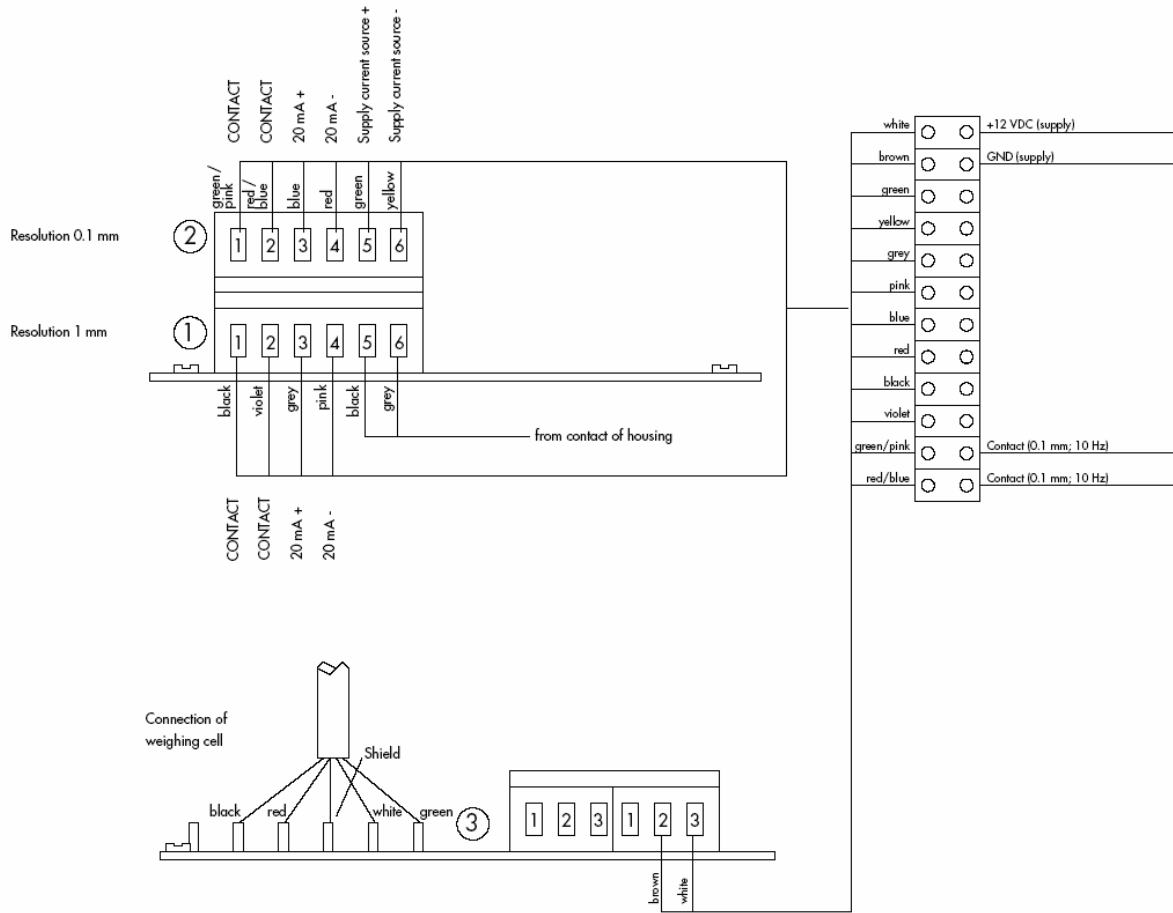 CONTACT
CONTACT
20 mA +
20 mA -
Supply current source +
Supply current source -
green/
pink
red/
blue
blue
red
green
yellow
Resolution 0.1 mm
2
1
2
3
4
5
6
Resolution 1 mm
1
1
2
3
4
5
6
black
violet
grey
pink
black
grey
from contact of housing
CONTACT
CONTACT
20 mA +
20 mA -
white
+12 VDC (supply)
brown
GND (supply)
green
yellow
grey
pink
blue
red
black
violet
green/pink
Contact (0.1 mm; 10 Hz)
red/blue
Contact (0.1 mm; 10 Hz)
Connection of
weighing cell
Shield
black
red
white
green
3
1
2
3
1
2
3
brown
white